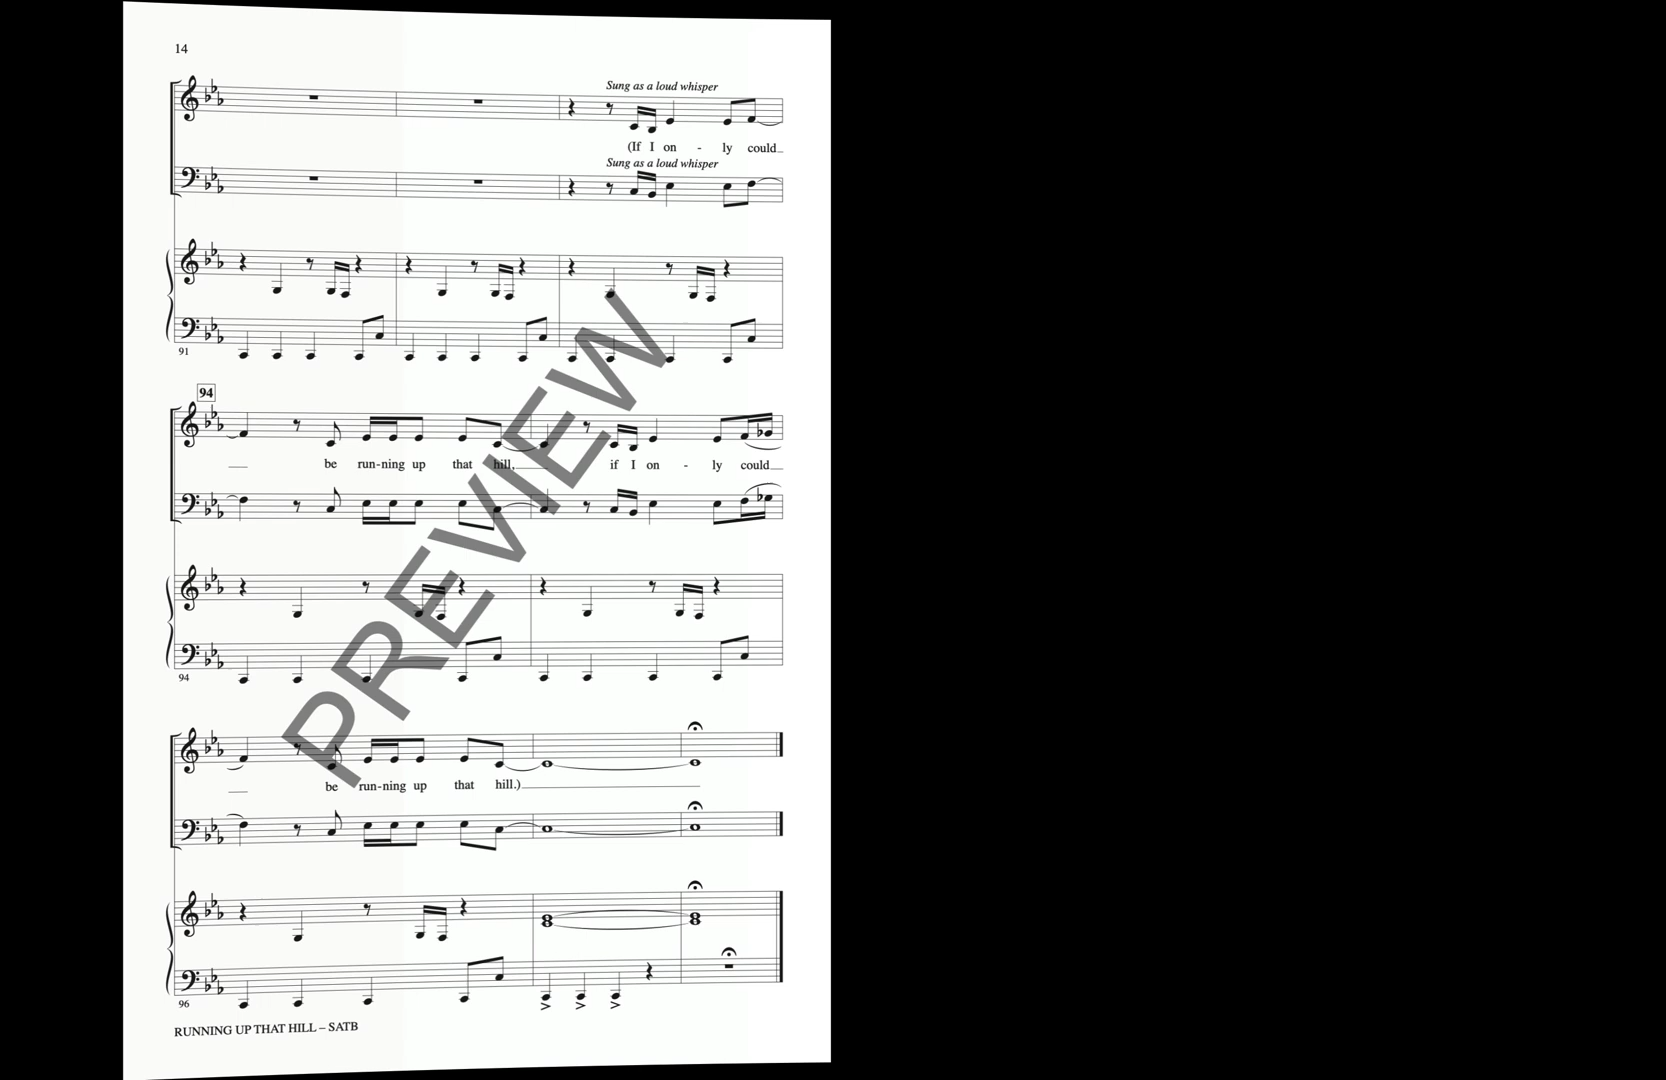 14
Sung as a loud whisper
(If I on - ly could
Sung as a loud whisper
91
94
be run-ning up that hill, if I on - ly could
94
be run-ning up that hill.)
96
RUNNING UP THAT HILL – SATB
PREVIEW